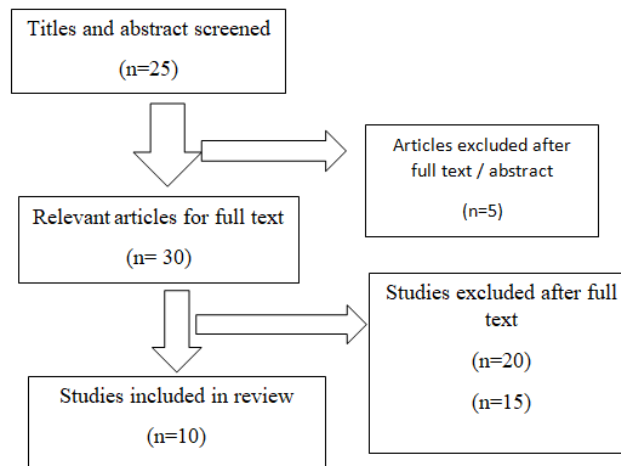 Titles and abstract screened
(n=25)
Articles excluded after
full text / abstract
(n=5)
Relevant articles for full text
(n= 30)
Studies excluded after full
text
(n=20)
(n=15)
Studies included in review
(n=10)